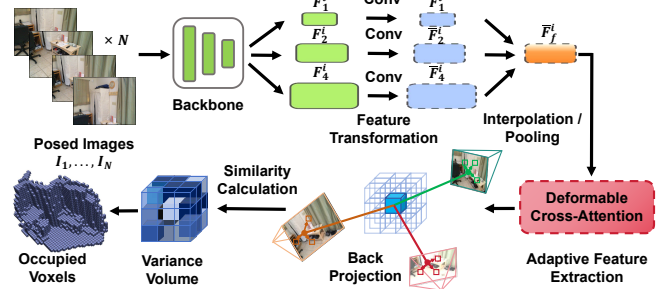 × N
Posed Images
I₁, . . . , I_N
Backbone
F₁ⁱ
Conv
F̅₁ⁱ
F₂ⁱ
Conv
F̅₂ⁱ
F₄ⁱ
Conv
F̅₄ⁱ
Feature
Transformation
F̅_fⁱ
Interpolation /
Pooling
Deformable
Cross-Attention
Adaptive Feature
Extraction
Back
Projection
Similarity
Calculation
Variance
Volume
Occupied
Voxels